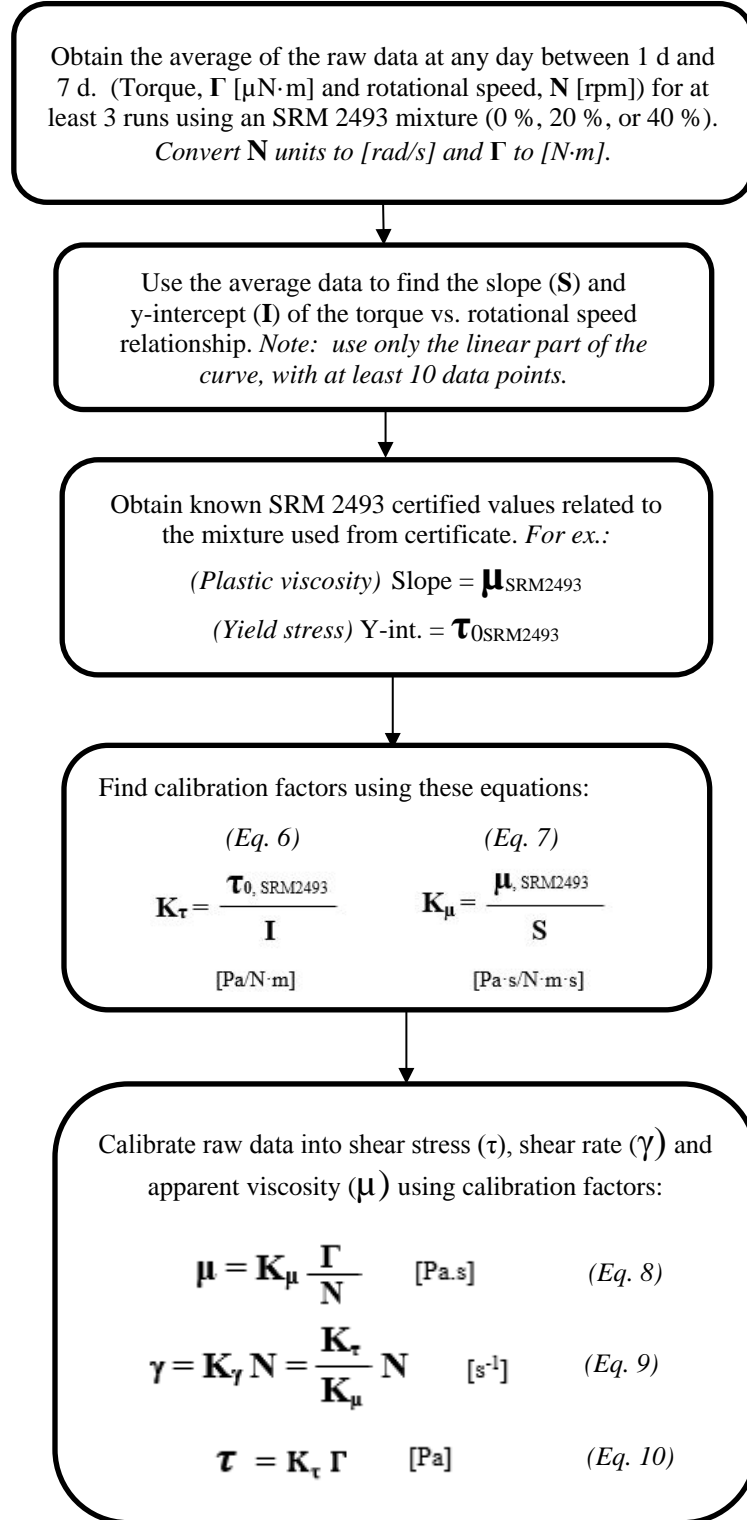 Obtain the average of the raw data at any day between 1 d and
7 d. (Torque, Γ [µN·m] and rotational speed, N [rpm]) for at
least 3 runs using an SRM 2493 mixture (0 %, 20 %, or 40 %).
Convert N units to [rad/s] and Γ to [N·m].
Use the average data to find the slope (S) and
y-intercept (I) of the torque vs. rotational speed
relationship. Note: use only the linear part of the
curve, with at least 10 data points.
Obtain known SRM 2493 certified values related to
the mixture used from certificate. For ex.:
(Plastic viscosity) Slope = μSRM2493
(Yield stress) Y-int. = τ0SRM2493
Find calibration factors using these equations:
(Eq. 6) (Eq. 7)
Kτ = τ0, SRM2493 / I Kμ = μ, SRM2493 / S
[Pa/N·m] [Pa·s/N·m·s]
Calibrate raw data into shear stress (τ), shear rate (γ) and
apparent viscosity (μ) using calibration factors:
μ = Kμ Γ / N [Pa.s] (Eq. 8)
γ = Kγ N = Kτ / Kμ N [s-1] (Eq. 9)
τ = Kτ Γ [Pa] (Eq. 10)